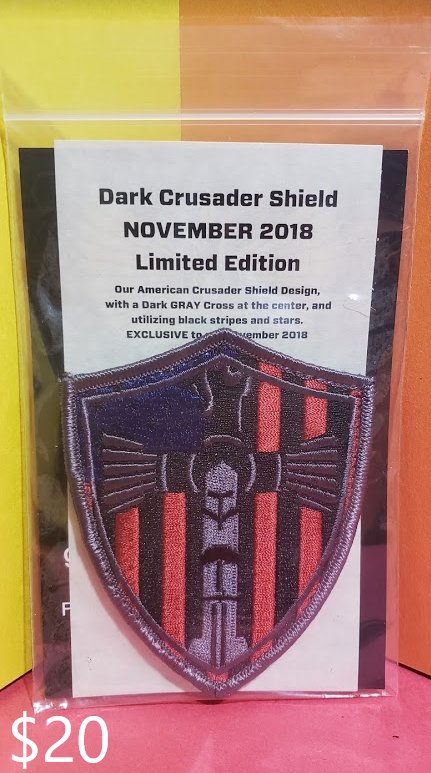 Dark Crusader Shield
NOVEMBER 2018
Limited Edition
Our American Crusader Shield Design,
with a Dark GRAY Cross at the center, and
utilizing black stripes and stars.
EXCLUSIVE to November 2018
$20